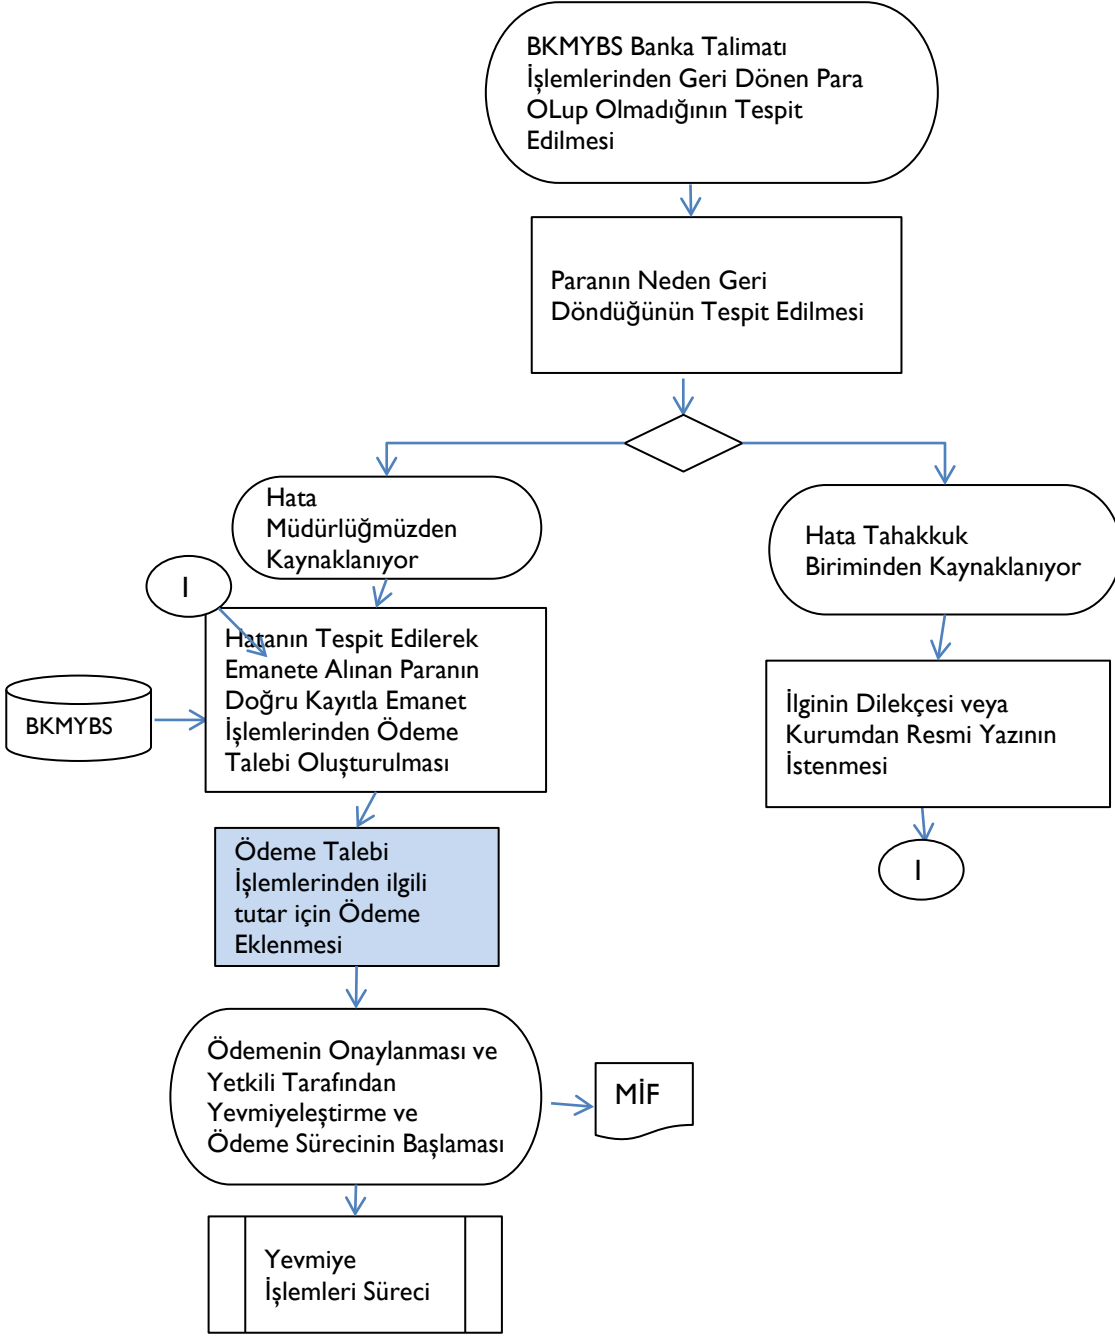 BKMYBS Banka Talimatı
İşlemlerinden Geri Dönen Para
OLup Olmadığının Tespit
Edilmesi
Paranın Neden Geri
Döndüğünün Tespit Edilmesi
Hata
Müdürlüğmüzden
Kaynaklanıyor
Hata Tahakkuk
Biriminden Kaynaklanıyor
1
Hatanın Tespit Edilerek
Emanete Alınan Paranın
Doğru Kayıtla Emanet
İşlemlerinden Ödeme
Talebi Oluşturulması
BKMYBS
İlginin Dilekçesi veya
Kurumdan Resmi Yazının
İstenmesi
1
Ödeme Talebi
İşlemlerinden ilgili
tutar için Ödeme
Eklenmesi
Ödemenin Onaylanması ve
Yetkili Tarafından
Yevmiyeleştirme ve
Ödeme Sürecinin Başlaması
MİF
Yevmiye
İşlemleri Süreci